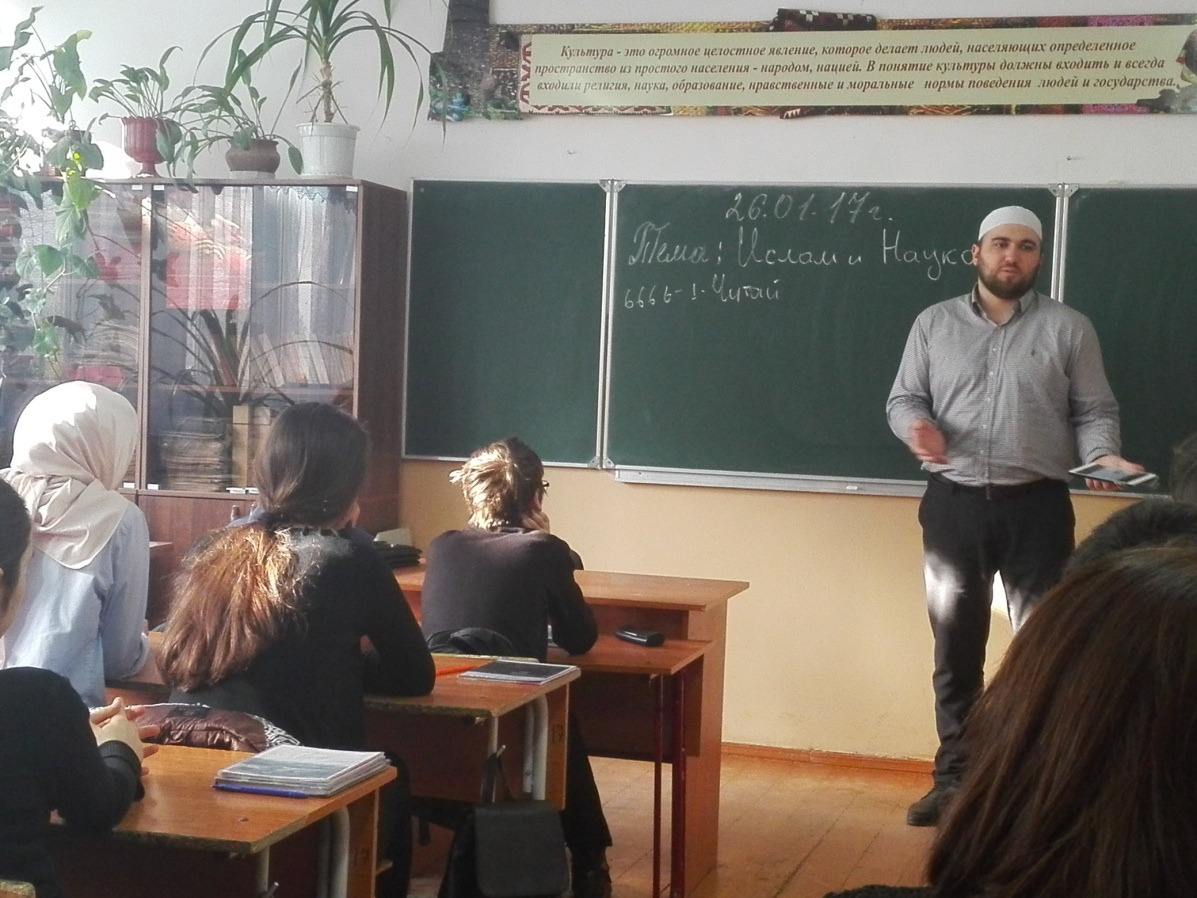 Культура - это огромное целостное явление, которое делает людей, населяющих определенное
пространство из простого населения - народом, нацией. В понятие культуры должны входить и всегда
входили религия, наука, образование, нравственные и моральные нормы поведения людей и государства.
26.01.17г.
Тема: Ислам и Наука
6666-1. Читай